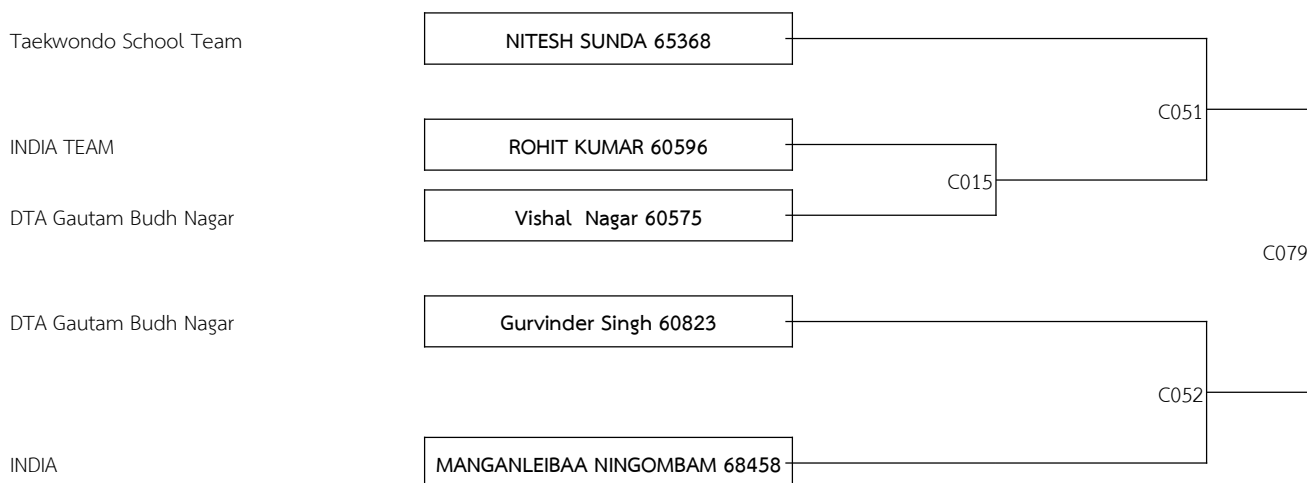 Taekwondo School Team NITESH SUNDA 65368
C051
INDIA TEAM ROHIT KUMAR 60596
C015
DTA Gautam Budh Nagar Vishal Nagar 60575
C079
DTA Gautam Budh Nagar Gurvinder Singh 60823
C052
INDIA MANGANLEIBAA NINGOMBAM 68458